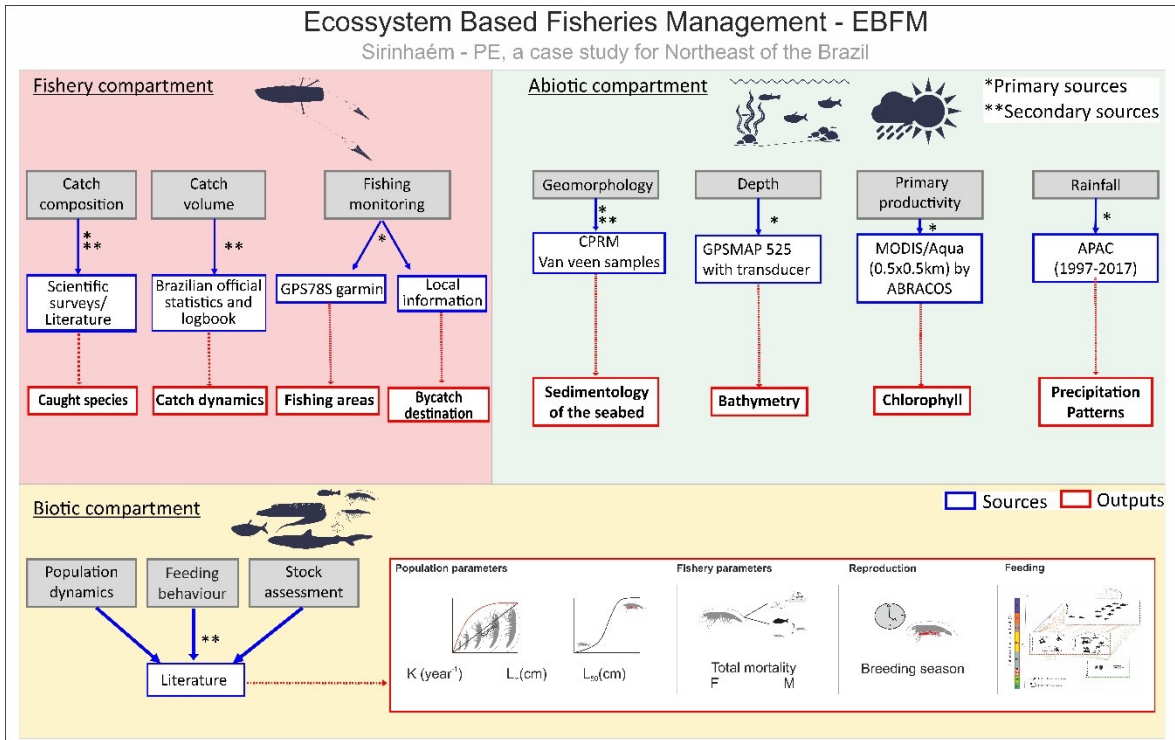 Ecossystem Based Fisheries Management - EBFM
Sirinhaém - PE, a case study for Northeast of the Brazil
Fishery compartment
Catch
composition
Catch
volume
Fishing
monitoring
*
**
**
*
Scientific
surveys/
Literature
Brazilian official
statistics and
logbook
GPS78S garmin
Local
information
Caught species
Catch dynamics
Fishing areas
Bycatch
destination
Abiotic compartment
*Primary sources
**Secondary sources
Geomorphology
Depth
Primary
productivity
Rainfall
*
**
*
*
*
CPRM
Van veen samples
GPSMAP 525
with transducer
MODIS/Aqua
(0.5x0.5km) by
ABRACOS
APAC
(1997-2017)
Sedimentology
of the seabed
Bathymetry
Chlorophyll
Precipitation
Patterns
Biotic compartment
Sources
Outputs
Population
dynamics
Feeding
behaviour
Stock
assessment
**
Literature
Population parameters
K (year⁻¹)
L∞(cm)
L₅₀(cm)
Fishery parameters
Total mortality
F M
Reproduction
Breeding season
Feeding